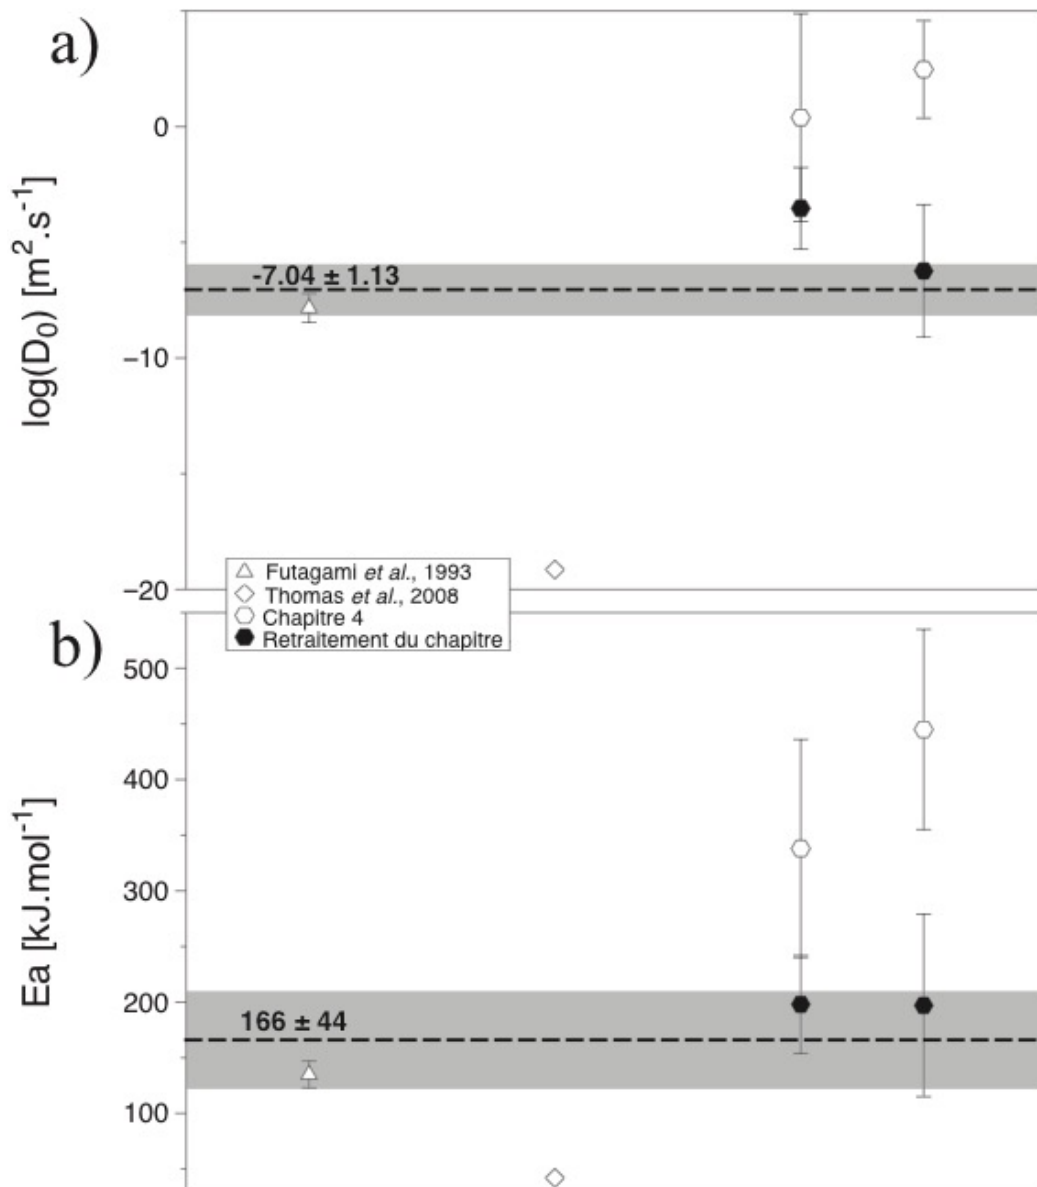 a)
log(D0) [m2.s-1]
0
−10
−20
-7.04 ± 1.13
Futagami et al., 1993
Thomas et al., 2008
Chapitre 4
Retraitement du chapitre
b)
Ea [kJ.mol-1]
500
400
300
200
100
166 ± 44